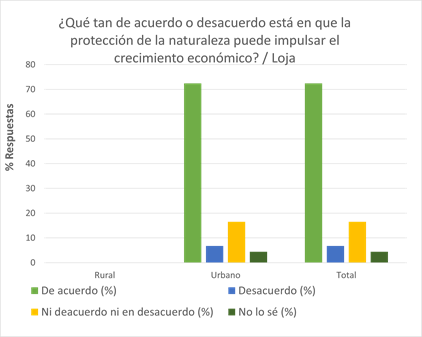 ¿Qué tan de acuerdo o desacuerdo está en que la
protección de la naturaleza puede impulsar el
crecimiento económico? / Loja
% Respuestas
80
70
60
50
40
30
20
10
0
Rural Urbano Total
De acuerdo (%) Desacuerdo (%)
Ni deacuerdo ni en desacuerdo (%) No lo sé (%)